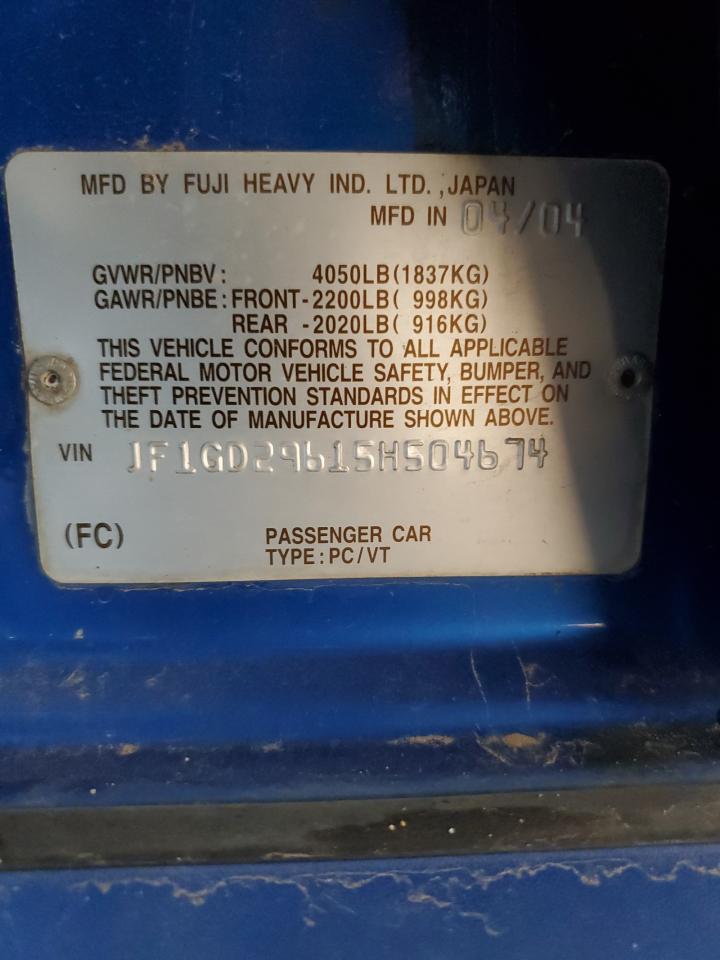 MFD BY FUJI HEAVY IND. LTD., JAPAN
MFD IN 04/04
GVWR/PNBV: 4050LB(1837KG)
GAWR/PNBE: FRONT-2200LB( 998KG)
REAR -2020LB( 916KG)
THIS VEHICLE CONFORMS TO ALL APPLICABLE
FEDERAL MOTOR VEHICLE SAFETY, BUMPER, AND
THEFT PREVENTION STANDARDS IN EFFECT ON
THE DATE OF MANUFACTURE SHOWN ABOVE.
VIN JF1GD29615H504674
(FC) PASSENGER CAR
TYPE: PC/VT